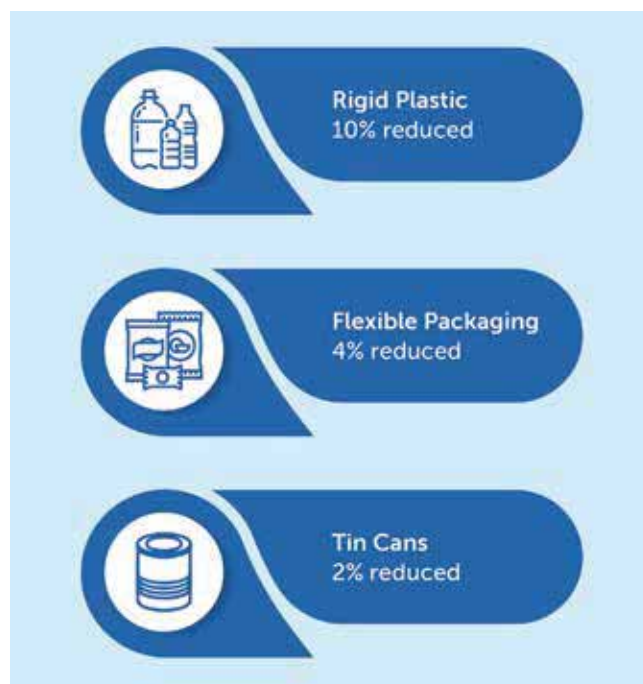 Rigid Plastic
10% reduced
Flexible Packaging
4% reduced
Tin Cans
2% reduced